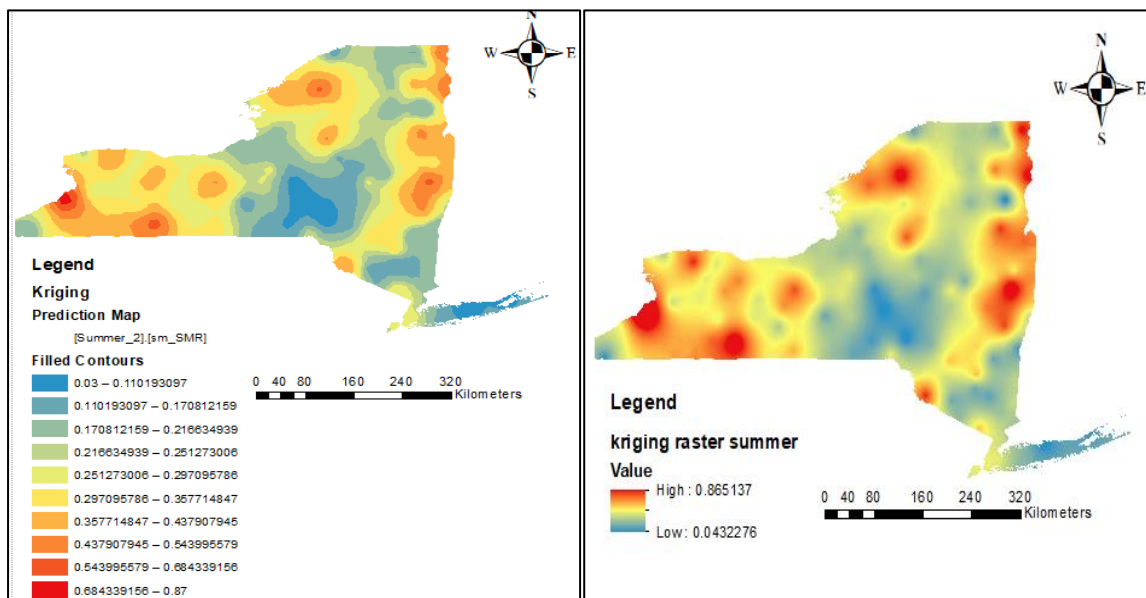 N
W E
S
Legend
Kriging
Prediction Map
[Summer_2].[sm_SMR]
Filled Contours
0.03 – 0.110193097
0.110193097 – 0.170812159
0.170812159 – 0.216634939
0.216634939 – 0.251273006
0.251273006 – 0.297095786
0.297095786 – 0.357714847
0.357714847 – 0.437907945
0.437907945 – 0.543995579
0.543995579 – 0.684339156
0.684339156 – 0.87
0 40 80 160 240 320
Kilometers
N
W E
S
Legend
kriging raster summer
Value
High : 0.865137
Low : 0.0432276
0 40 80 160 240 320
Kilometers